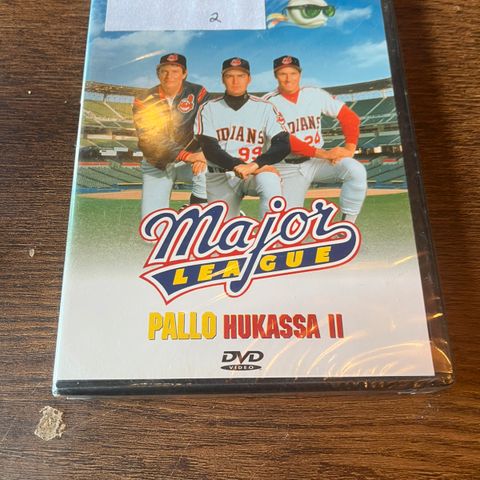 2
INDIANS
99
24
Major
LEAGUE
PALLO HUKASSA II
DVD
VIDEO